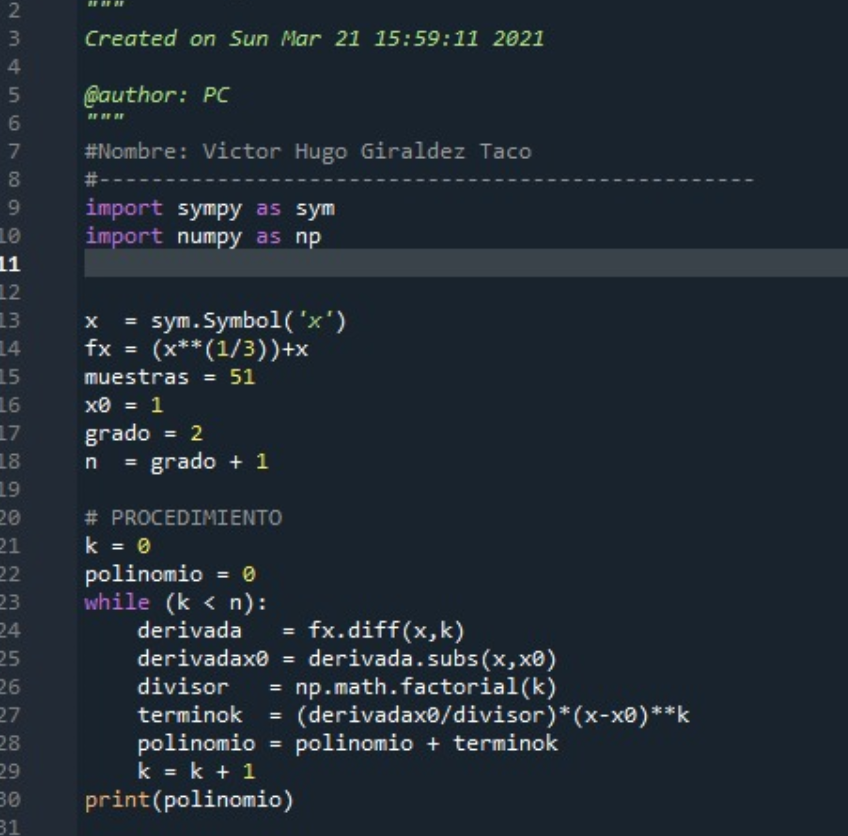 2 """
3 Created on Sun Mar 21 15:59:11 2021
4
5 @author: PC
6 """
7 #Nombre: Victor Hugo Giraldez Taco
8 #--------------------------------------------------
9 import sympy as sym
10 import numpy as np
11
12
13 x  = sym.Symbol('x')
14 fx = (x**(1/3))+x
15 muestras = 51
16 x0 = 1
17 grado = 2
18 n  = grado + 1
19
20 # PROCEDIMIENTO
21 k = 0
22 polinomio = 0
23 while (k < n):
24     derivada   = fx.diff(x,k)
25     derivadax0 = derivada.subs(x,x0)
26     divisor   = np.math.factorial(k)
27     terminok  = (derivadax0/divisor)*(x-x0)**k
28     polinomio = polinomio + terminok
29     k = k + 1
30 print(polinomio)
31